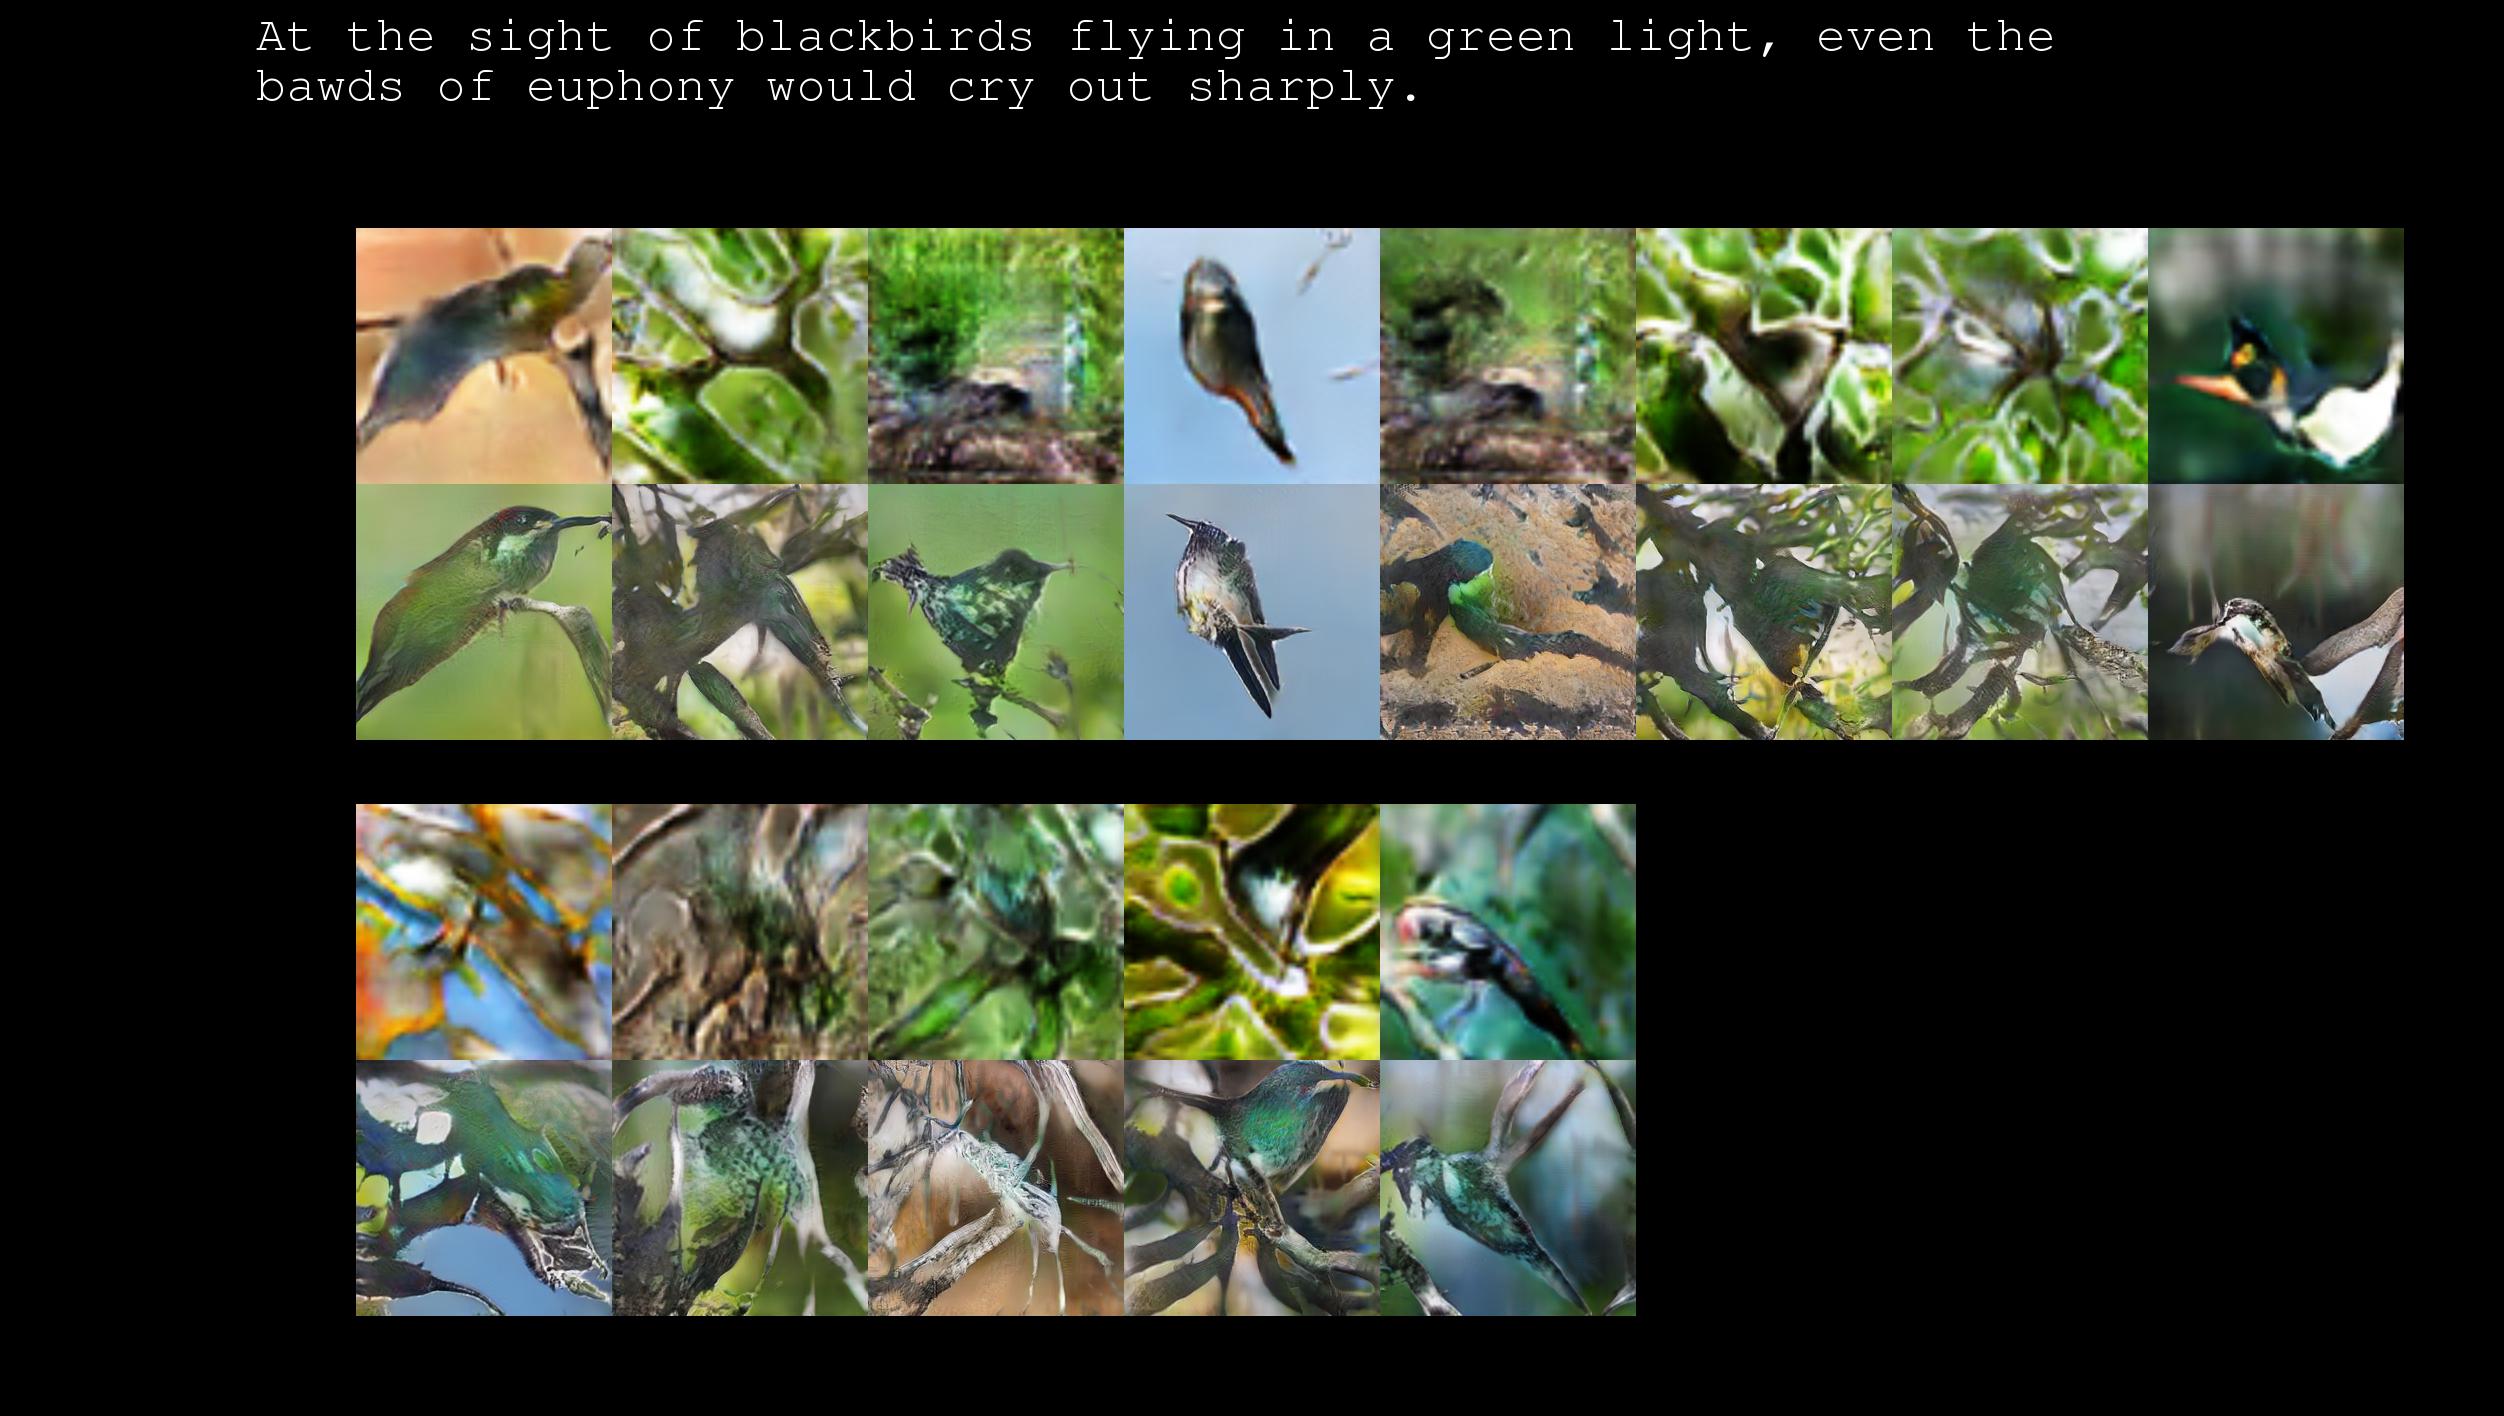 At the sight of blackbirds flying in a green light, even the
bawds of euphony would cry out sharply.